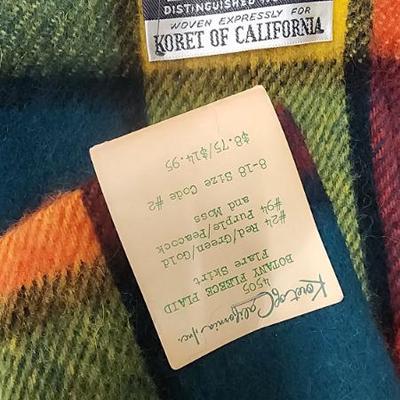 DISTINGUISHED
WOVEN EXPRESSLY FOR
KORET OF CALIFORNIA
Koret of California, Inc.
4505
BOTANY FLEECE PLAID
Flare Skirt
#24 Red/Green/Gold
#94 Purple/Peacock
and Moss
8-18 Size Code #2
$8.75/$14.95